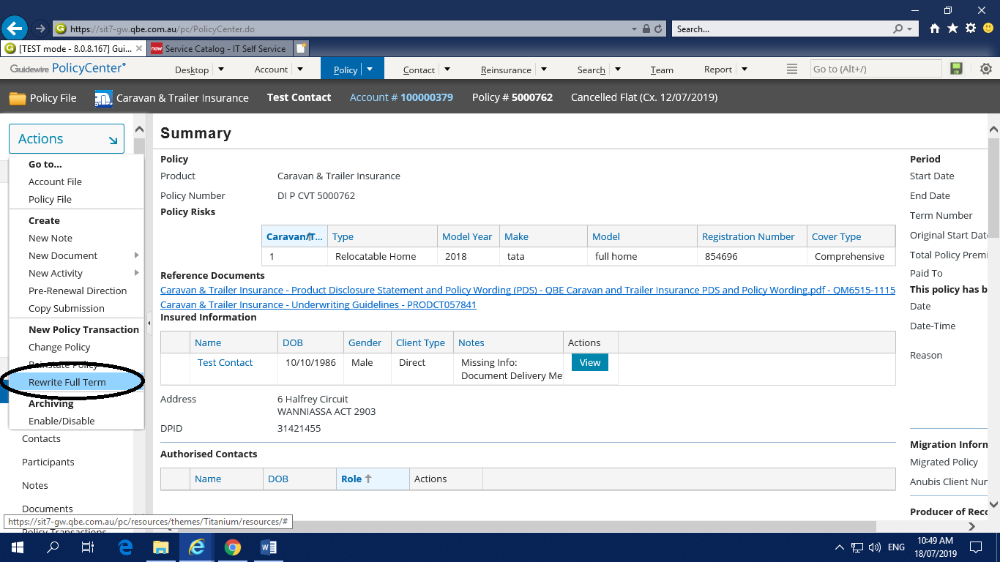 https://sit7-gw.qbe.com.au/pc/PolicyCenter.do
Search...
[TEST mode - 8.0.8.167] Gui...
now Service Catalog - IT Self Service
Guidewire PolicyCenter
Desktop Account Policy Contact Reinsurance Search Team Report
Go to (Alt+/)
Policy File
Caravan & Trailer Insurance Test Contact Account # 100000379 Policy # 5000762 Cancelled Flat (Cx. 12/07/2019)
Actions
Go to...
Account File
Policy File
Create
New Note
New Document
New Activity
Pre-Renewal Direction
Copy Submission
New Policy Transaction
Change Policy
Reinstate Policy
Rewrite Full Term
Archiving
Enable/Disable
Contacts
Participants
Notes
Documents
Policy Transactions
Summary
Policy
Product Caravan & Trailer Insurance
Policy Number DI P CVT 5000762
Policy Risks
Caravan/T... Type Model Year Make Model Registration Number Cover Type
1 Relocatable Home 2018 tata full home 854696 Comprehensive
Reference Documents
Caravan & Trailer Insurance - Product Disclosure Statement and Policy Wording (PDS) - QBE Caravan and Trailer Insurance PDS and Policy Wording.pdf - QM6515-1115
Caravan & Trailer Insurance - Underwriting Guidelines - PRODCT057841
Insured Information
Name DOB Gender Client Type Notes Actions
Test Contact 10/10/1986 Male Direct Missing Info: View
Document Delivery Me
Address 6 Halfrey Circuit
WANNIASSA ACT 2903
DPID 31421455
Authorised Contacts
Name DOB Role Actions
Period
Start Date
End Date
Term Number
Original Start Date
Total Policy Premi
Paid To
This policy has b
Date
Date-Time
Reason
Migration Inforn
Migrated Policy
Anubis Client Nun
Producer of Reco
https://sit7-gw.qbe.com.au/pc/resources/themes/Titanium/resources/#
ENG
10:49 AM
18/07/2019